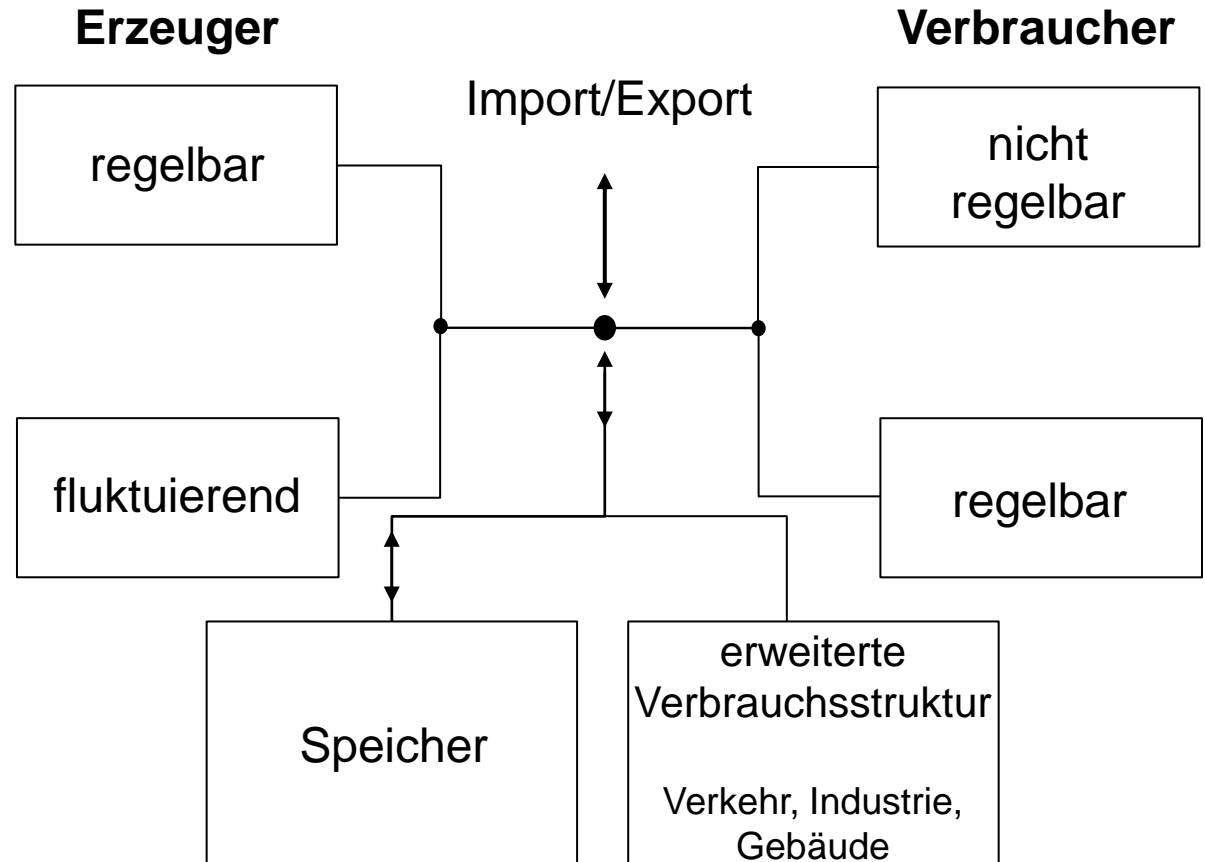 Erzeuger
Verbraucher
Import/Export
regelbar
nicht
regelbar
fluktuierend
regelbar
Speicher
erweiterte
Verbrauchsstruktur
Verkehr, Industrie,
Gebäude